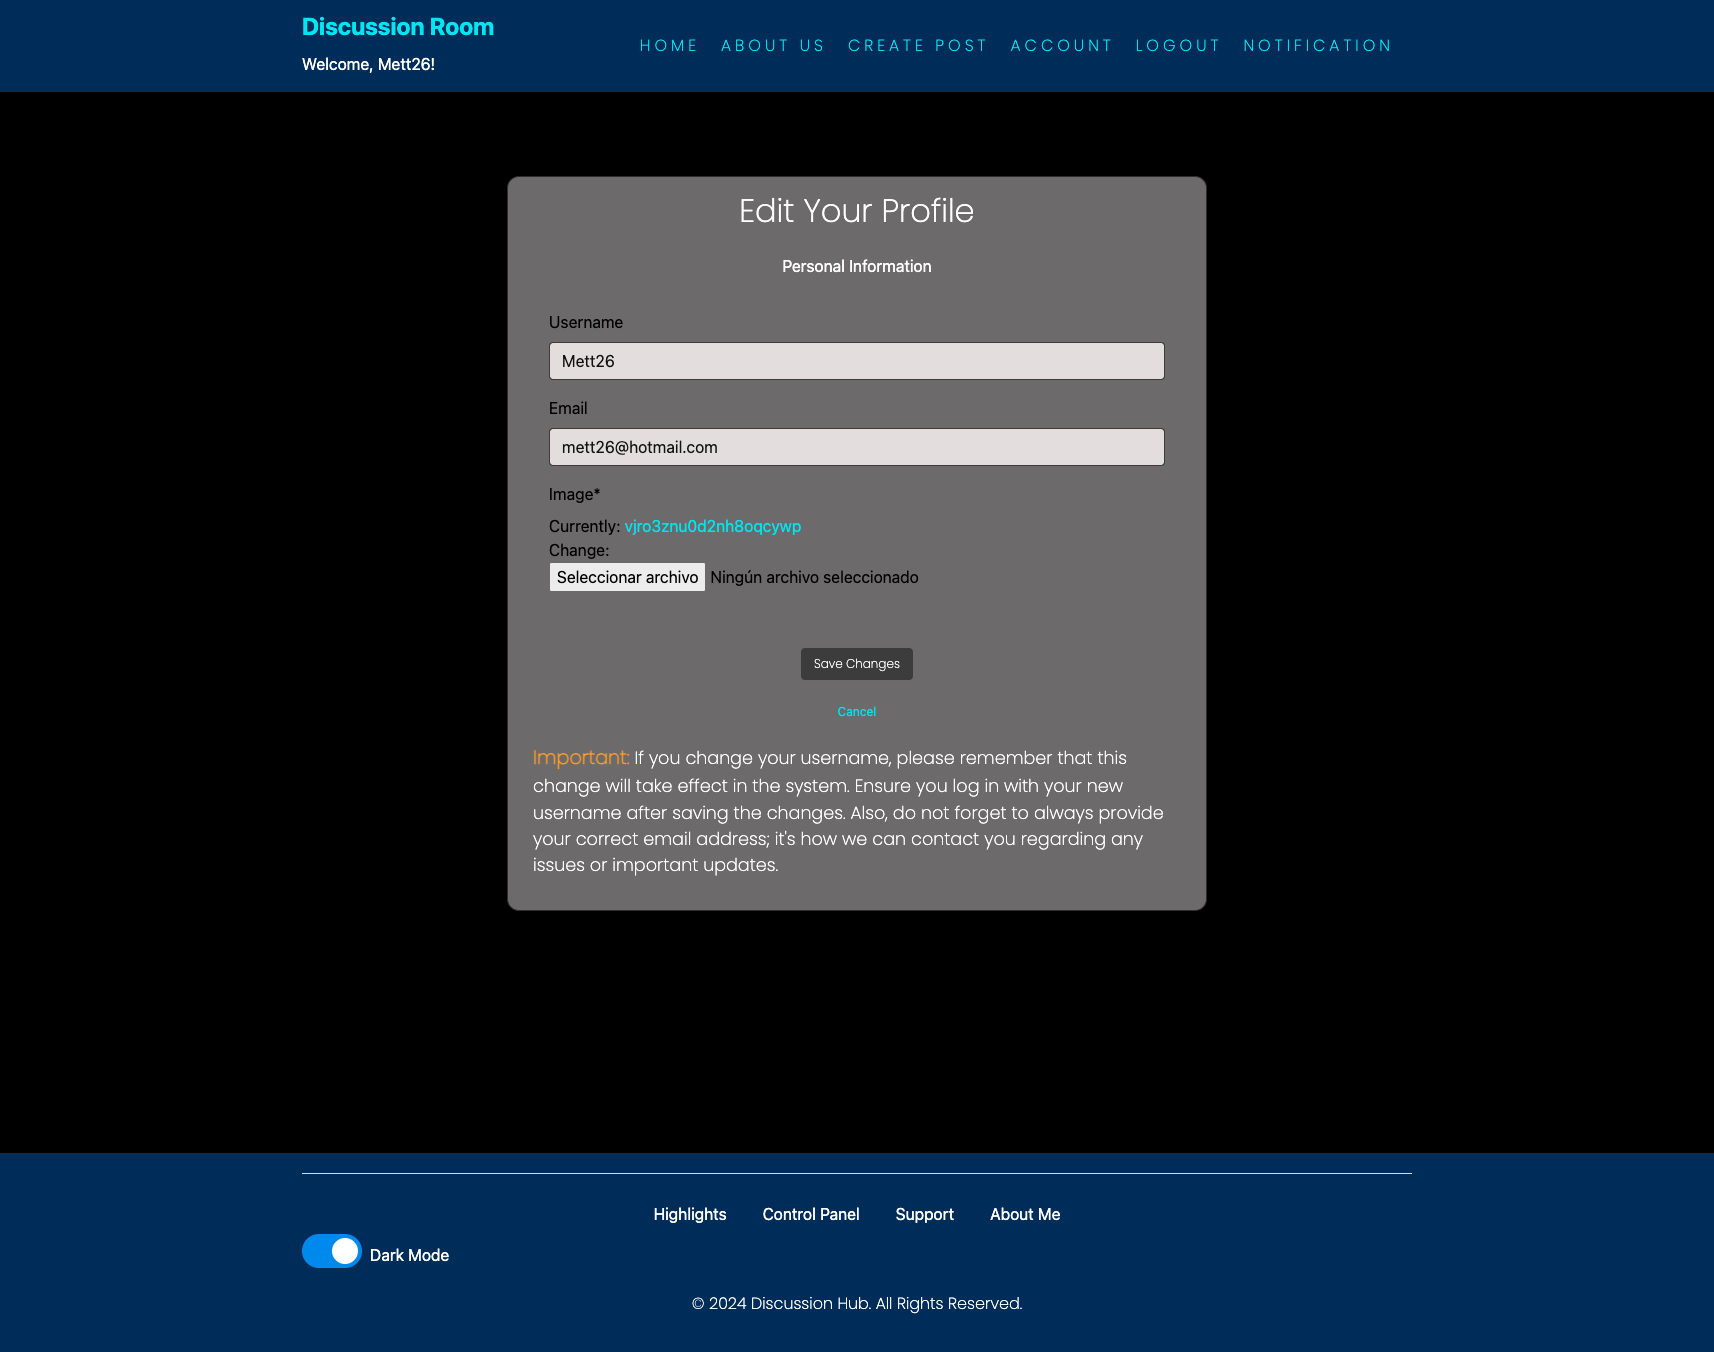 Discussion Room
Welcome, Mett26!
HOME ABOUT US CREATE POST ACCOUNT LOGOUT NOTIFICATION
Edit Your Profile
Personal Information
Username
Mett26
Email
mett26@hotmail.com
Image*
Currently: vjro3znu0d2nh8oqcywp
Change:
Seleccionar archivo Ningún archivo seleccionado
Save Changes
Cancel
Important: If you change your username, please remember that this
change will take effect in the system. Ensure you log in with your new
username after saving the changes. Also, do not forget to always provide
your correct email address; it's how we can contact you regarding any
issues or important updates.
Highlights Control Panel Support About Me
Dark Mode
© 2024 Discussion Hub. All Rights Reserved.